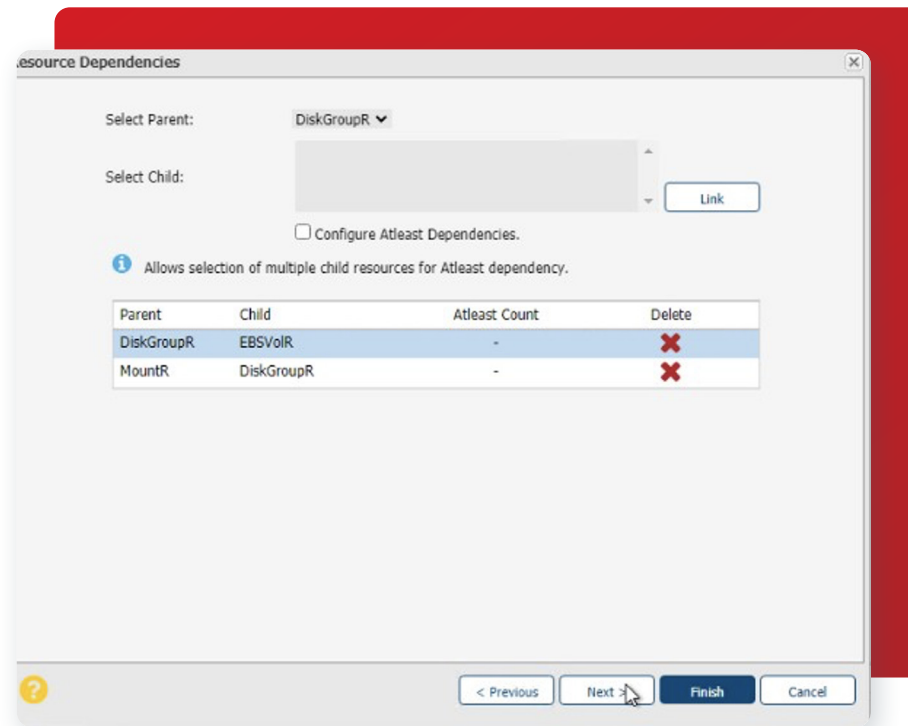 esource Dependencies
Select Parent: DiskGroupR
Select Child:
Link
Configure Atleast Dependencies.
Allows selection of multiple child resources for Atleast dependency.
Parent Child Atleast Count Delete
DiskGroupR EBSVolR -
MountR DiskGroupR -
? < Previous Next > Finish Cancel